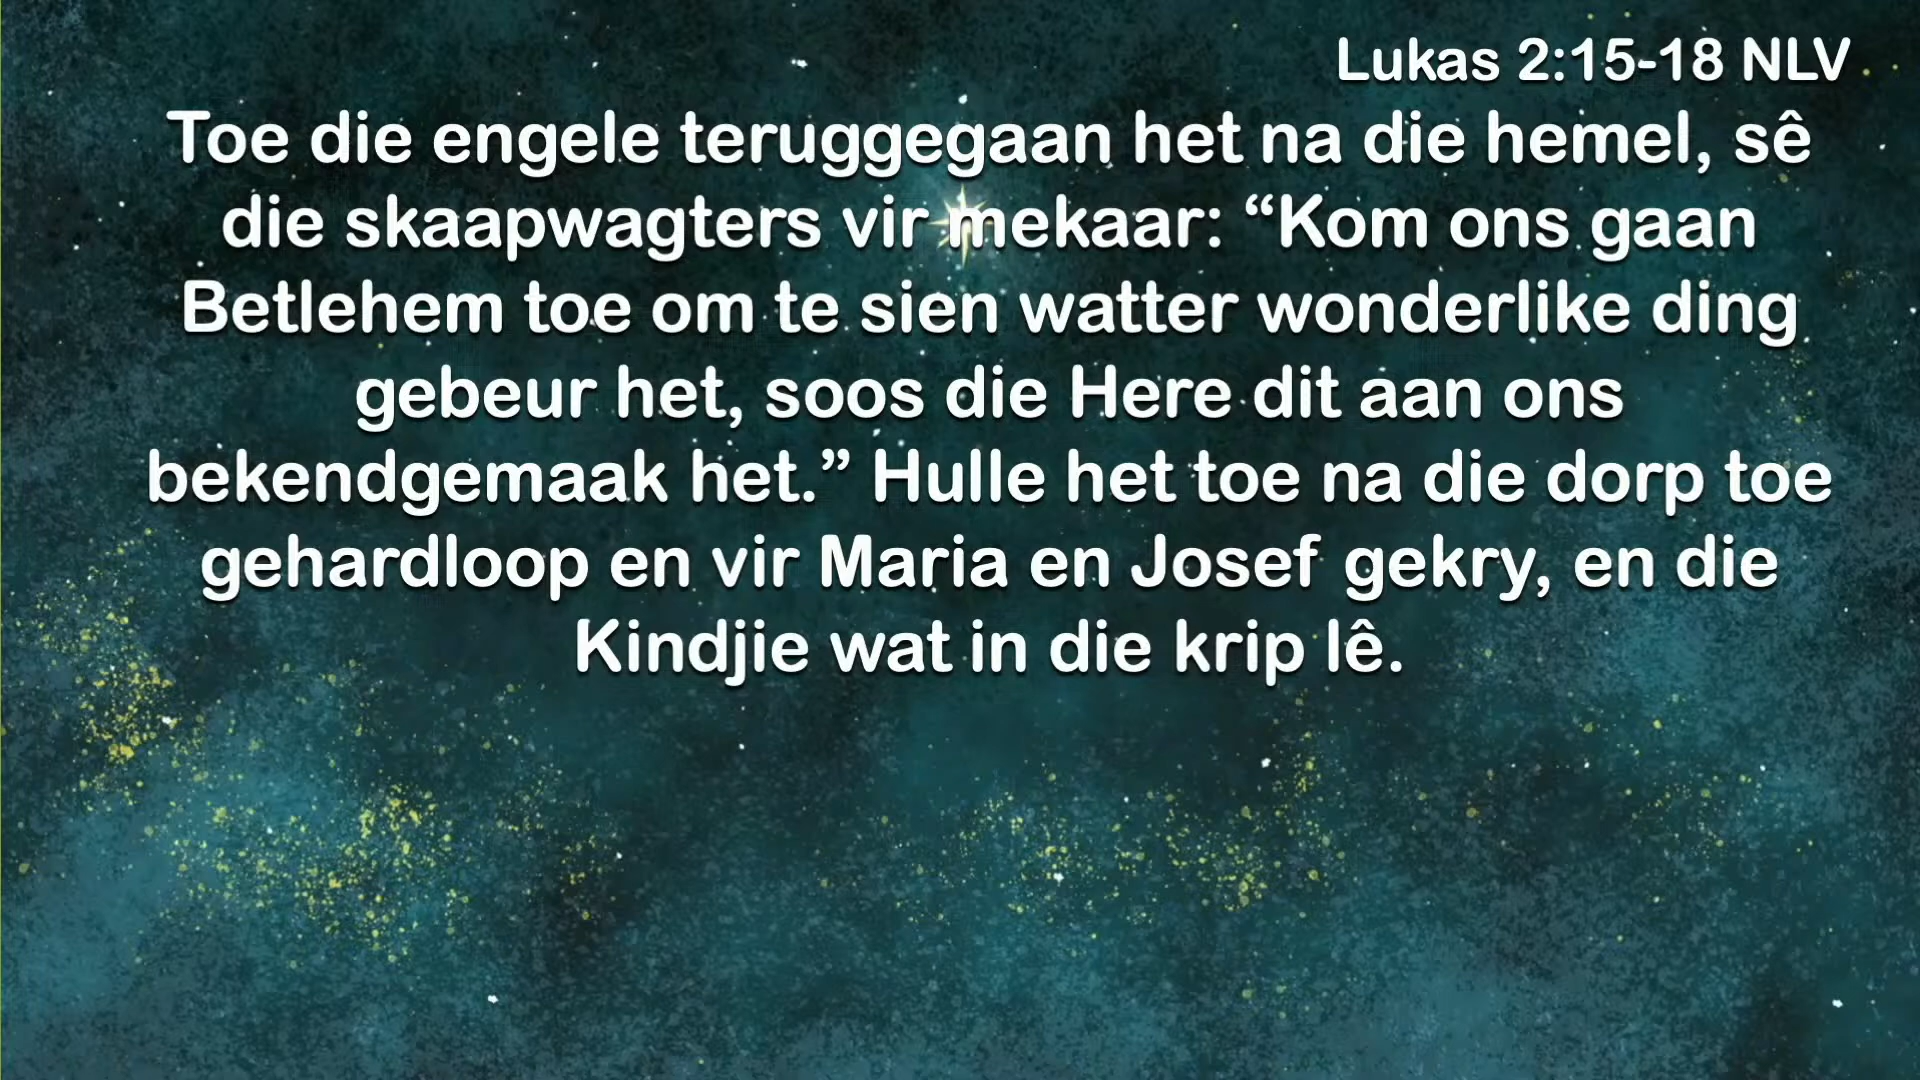 Lukas 2:15-18 NLV
Toe die engele teruggegaan het na die hemel, sê
die skaapwagters vir mekaar: “Kom ons gaan
Betlehem toe om te sien watter wonderlike ding
gebeur het, soos die Here dit aan ons
bekendgemaak het.” Hulle het toe na die dorp toe
gehardloop en vir Maria en Josef gekry, en die
Kindjie wat in die krip lê.